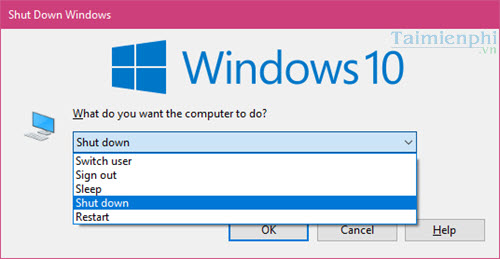 Shut Down Windows
Taimienphi
.vn
Windows 10
What do you want the computer to do?
Shut down
Switch user
Sign out
Sleep
Shut down
Restart
OK Cancel Help